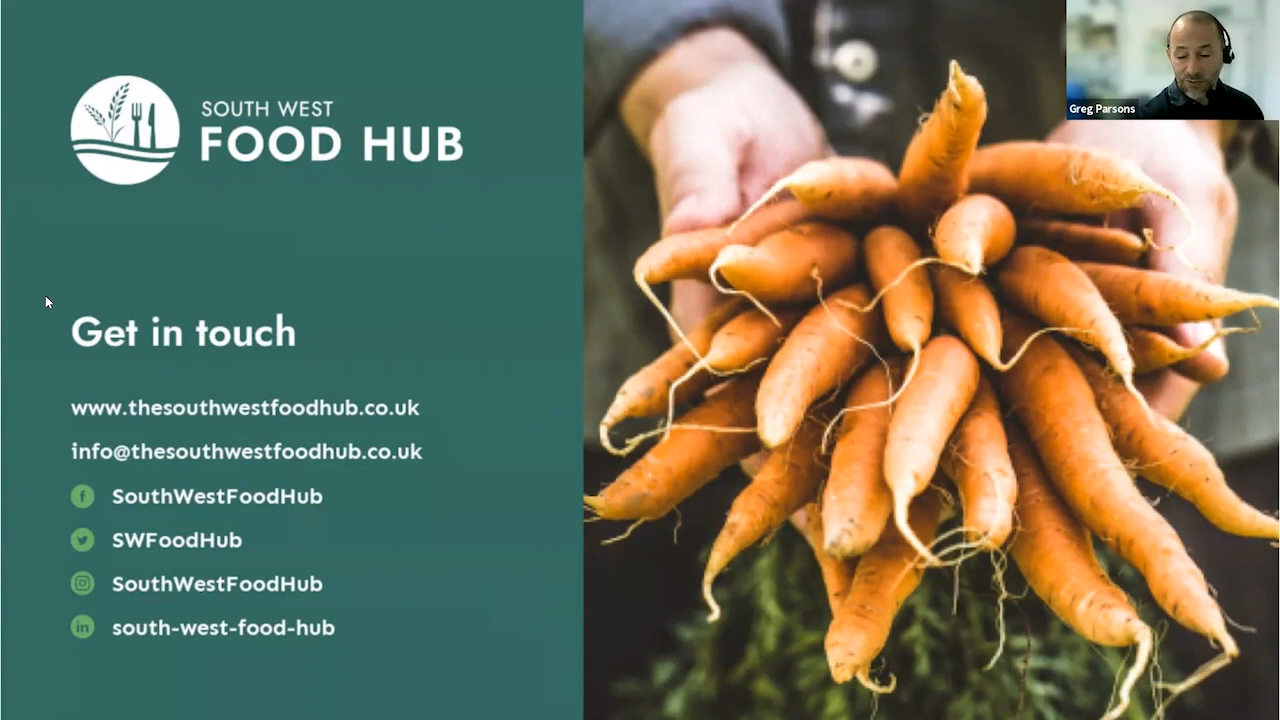 SOUTH WEST
FOOD HUB
Greg Parsons
Get in touch
www.thesouthwestfoodhub.co.uk
info@thesouthwestfoodhub.co.uk
SouthWestFoodHub
SWFoodHub
SouthWestFoodHub
in south-west-food-hub